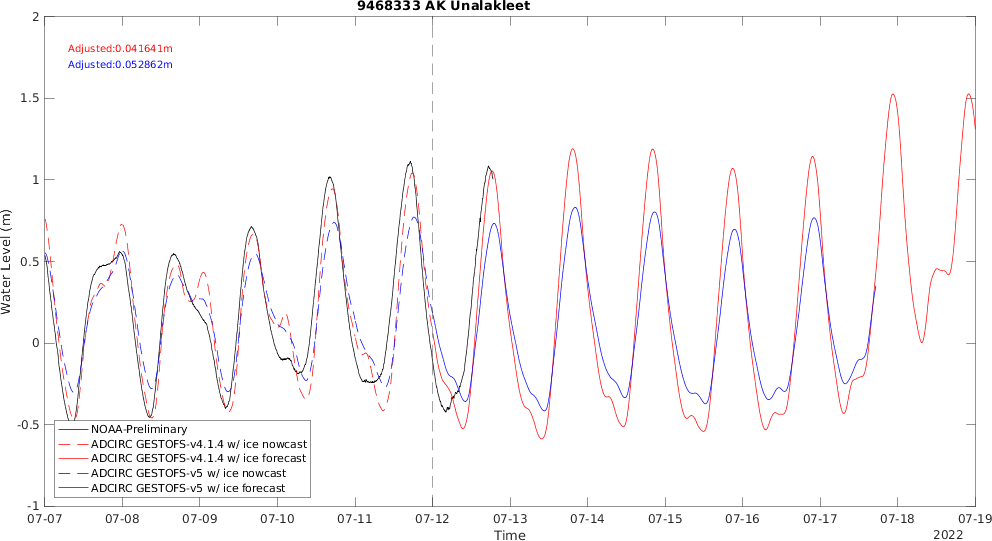 9468333 AK Unalakleet
Adjusted:0.041641m
Adjusted:0.052862m
Water Level (m)
2
1.5
1
0.5
0
-0.5
-1
NOAA-Preliminary
ADCIRC GESTOFS-v4.1.4 w/ ice nowcast
ADCIRC GESTOFS-v4.1.4 w/ ice forecast
ADCIRC GESTOFS-v5 w/ ice nowcast
ADCIRC GESTOFS-v5 w/ ice forecast
07-07 07-08 07-09 07-10 07-11 07-12 07-13 07-14 07-15 07-16 07-17 07-18 07-19
Time
2022